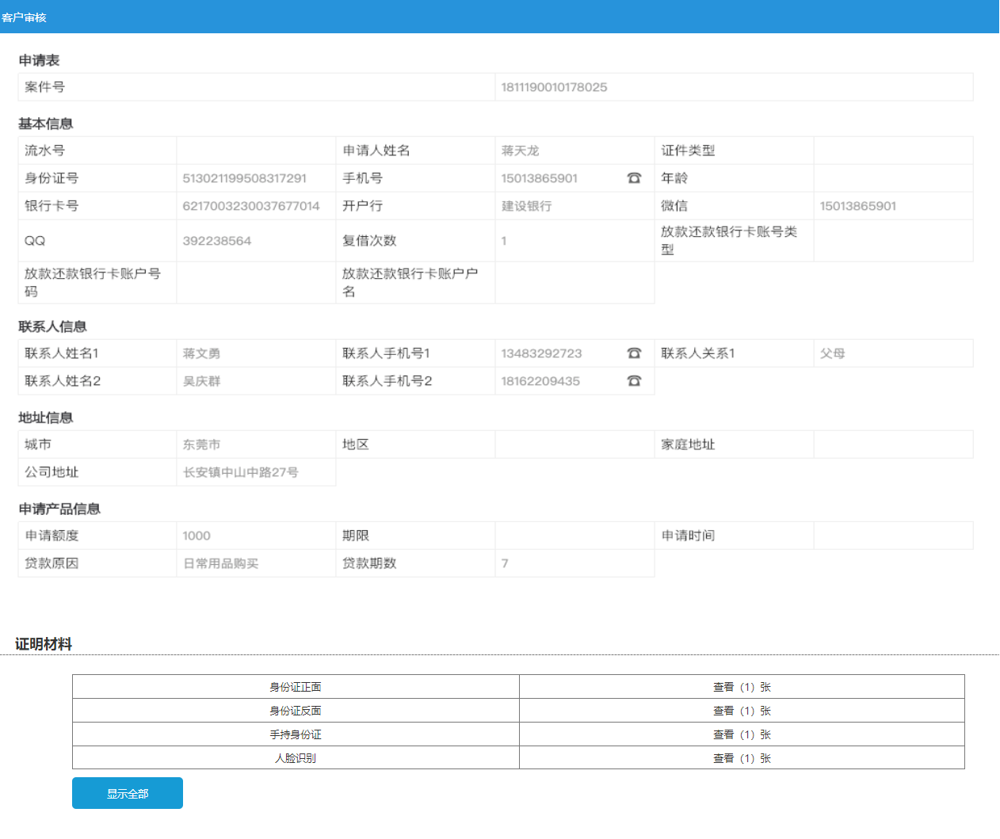 客户审核
申请表
案件号 1811190010178025
基本信息
流水号 申请人姓名 蒋天龙 证件类型
身份证号 513021199508317291 手机号 15013865901 年龄
银行卡号 6217003230037677014 开户行 建设银行 微信 15013865901
QQ 392238564 复借次数 1 放款还款银行卡账号类型
放款还款银行卡账户号码 放款还款银行卡账户户名
联系人信息
联系人姓名1 蒋文勇 联系人手机号1 13483292723 联系人关系1 父母
联系人姓名2 吴庆群 联系人手机号2 18162209435
地址信息
城市 东莞市 地区 家庭地址
公司地址 长安镇中山中路27号
申请产品信息
申请额度 1000 期限 申请时间
贷款原因 日常用品购买 贷款期数 7
证明材料
身份证正面 查看（1）张
身份证反面 查看（1）张
手持身份证 查看（1）张
人脸识别 查看（1）张
显示全部